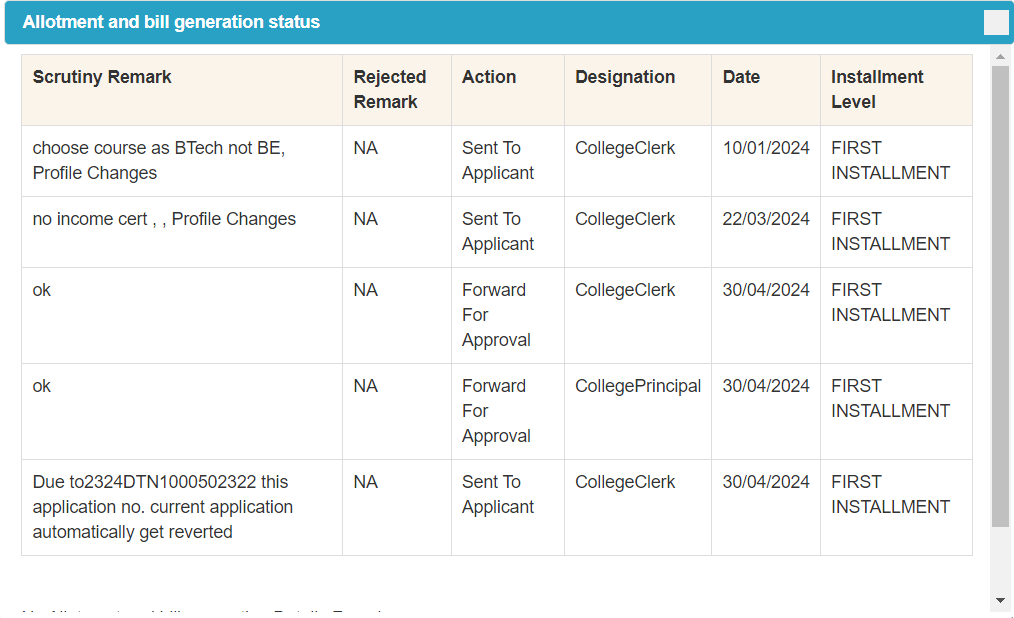 Allotment and bill generation status
Scrutiny Remark
Rejected
Remark
Action
Designation
Date
Installment
Level
choose course as BTech not BE,
Profile Changes
NA
Sent To
Applicant
CollegeClerk
10/01/2024
FIRST
INSTALLMENT
no income cert , , Profile Changes
NA
Sent To
Applicant
CollegeClerk
22/03/2024
FIRST
INSTALLMENT
ok
NA
Forward
For
Approval
CollegeClerk
30/04/2024
FIRST
INSTALLMENT
ok
NA
Forward
For
Approval
CollegePrincipal
30/04/2024
FIRST
INSTALLMENT
Due to2324DTN1000502322 this
application no. current application
automatically get reverted
NA
Sent To
Applicant
CollegeClerk
30/04/2024
FIRST
INSTALLMENT